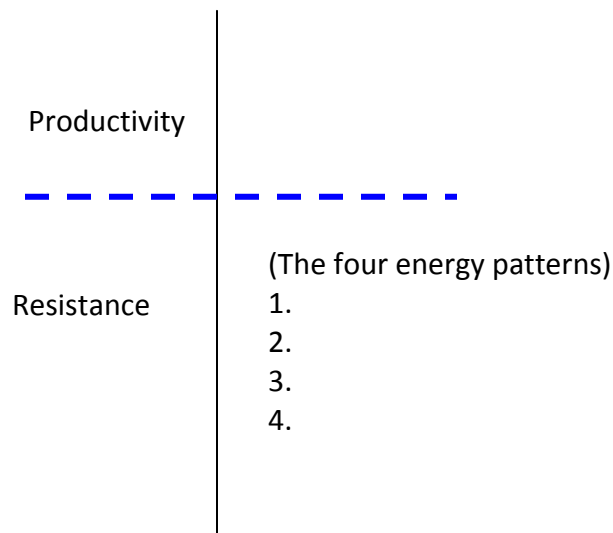 Productivity
(The four energy patterns)
Resistance
1.
2.
3.
4.